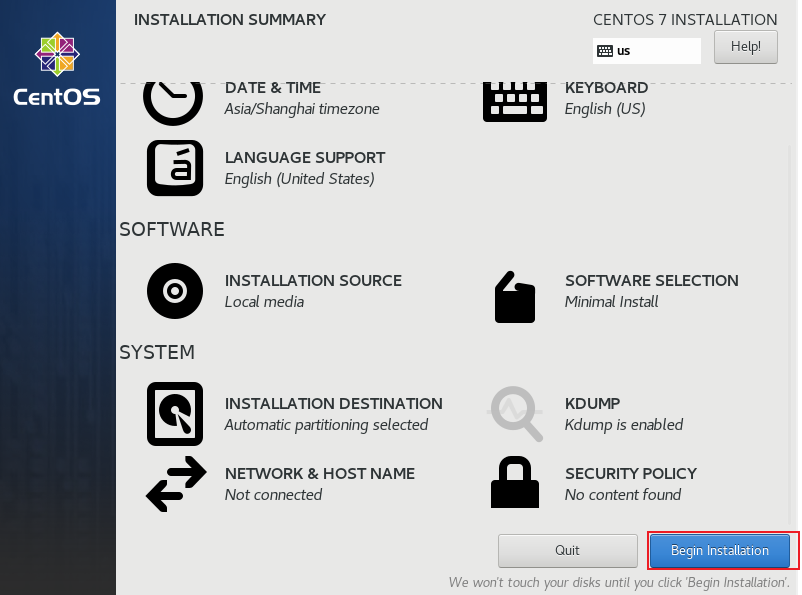 INSTALLATION SUMMARY
CENTOS 7 INSTALLATION
us
Help!
CentOS
DATE & TIME
Asia/Shanghai timezone
KEYBOARD
English (US)
á
LANGUAGE SUPPORT
English (United States)
SOFTWARE
INSTALLATION SOURCE
Local media
SOFTWARE SELECTION
Minimal Install
SYSTEM
INSTALLATION DESTINATION
Automatic partitioning selected
KDUMP
Kdump is enabled
NETWORK & HOST NAME
Not connected
SECURITY POLICY
No content found
Quit
Begin Installation
We won't touch your disks until you click 'Begin Installation'.